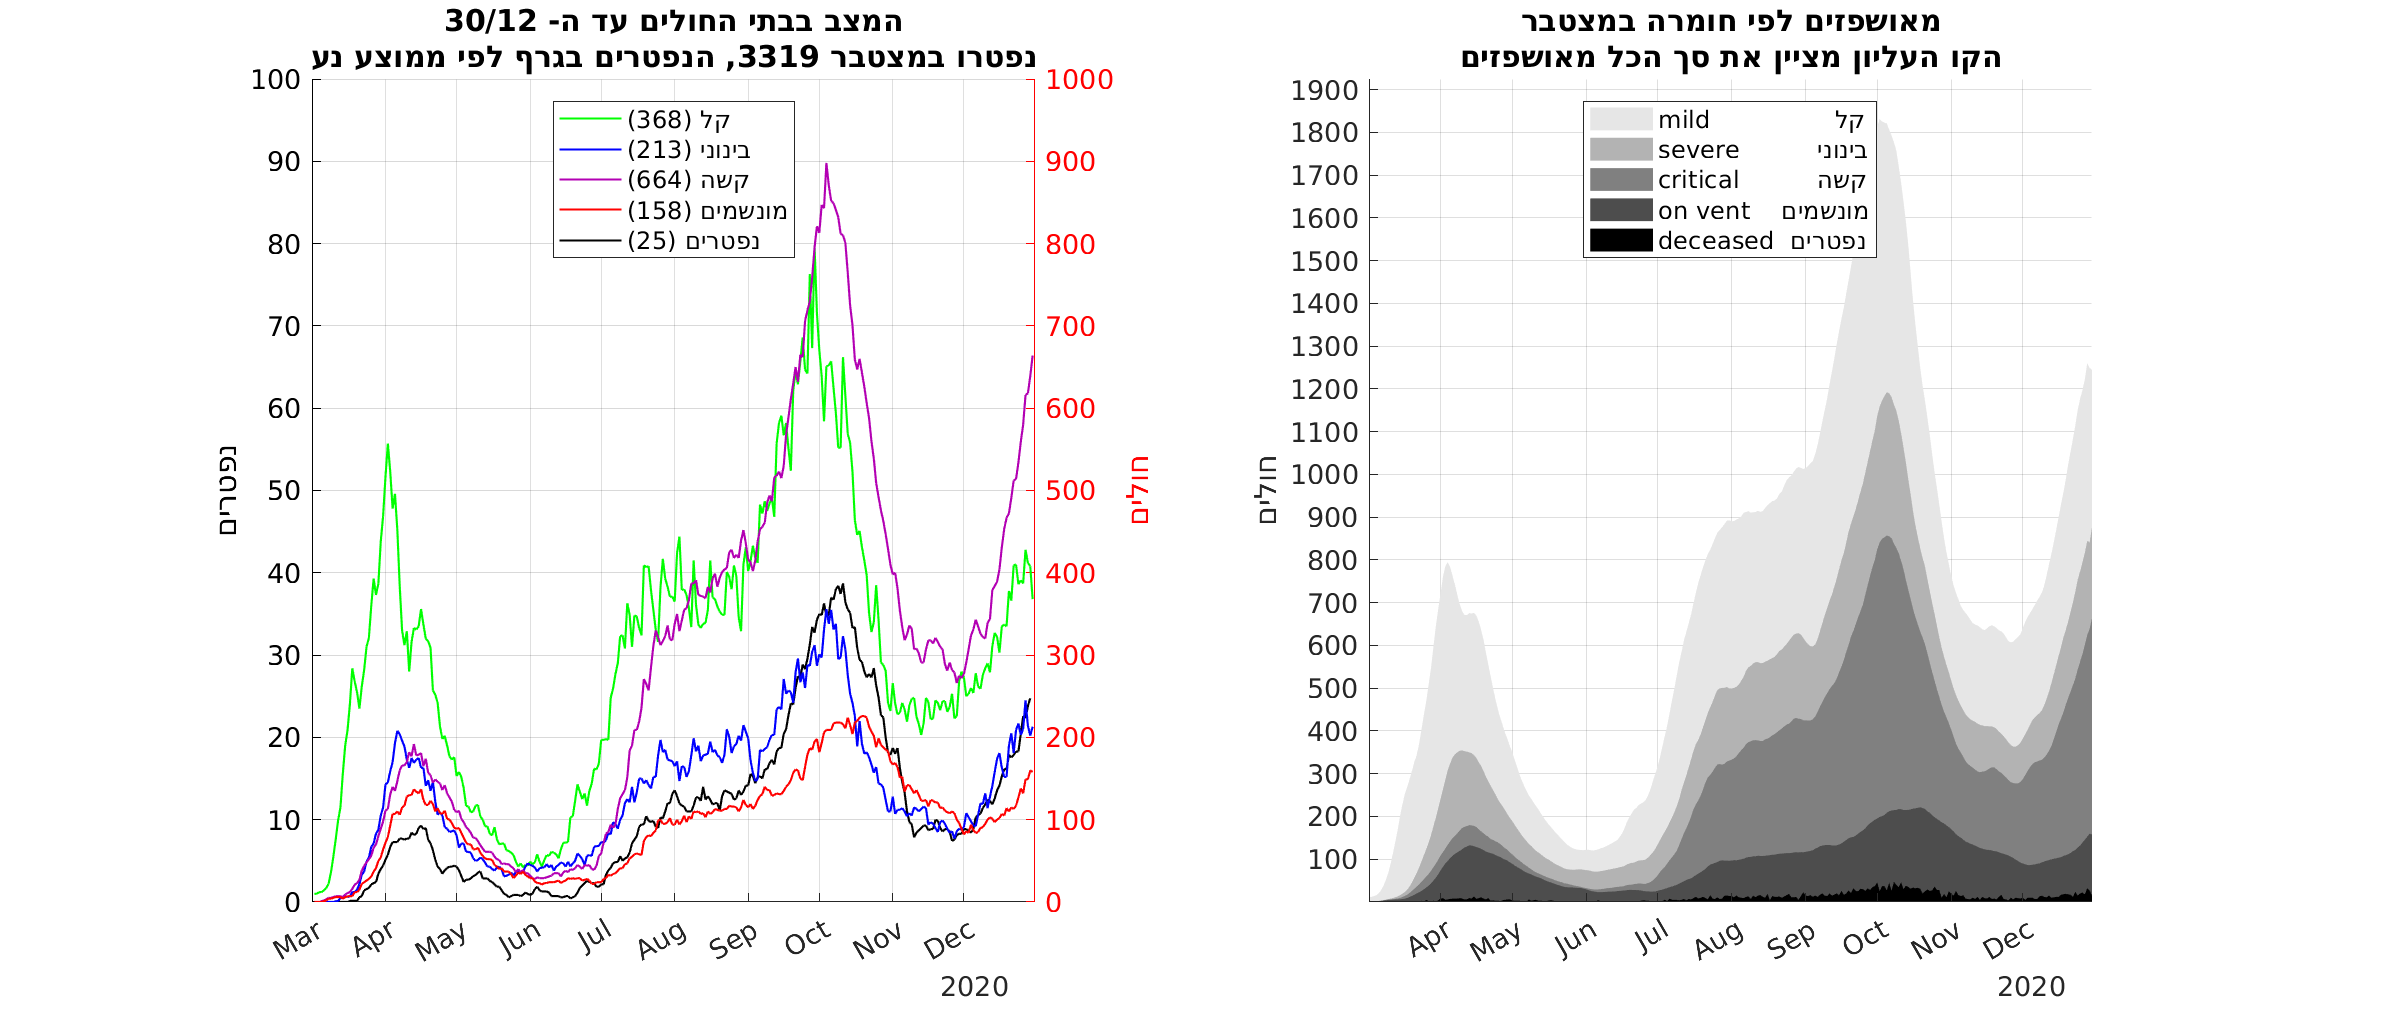 המצב בבתי החולים עד ה- 30/12
נפטרו במצטבר 3319, הנפטרים בגרף לפי ממוצע נע
100
90
80
70
60
50
40
30
20
10
0
נפטרים
קל (368)
בינוני (213)
קשה (664)
מונשמים (158)
נפטרים (25)
1000
900
800
700
600
500
400
300
200
100
0
חולים
Mar Apr May Jun Jul Aug Sep Oct Nov Dec
2020
מאושפזים לפי חומרה במצטבר
הקו העליון מציין את סך הכל מאושפזים
1900
1800
1700
1600
1500
1400
1300
1200
1100
1000
900
800
700
600
500
400
300
200
100
חולים
mild קל
severe בינוני
critical קשה
on vent מונשמים
deceased נפטרים
Apr May Jun Jul Aug Sep Oct Nov Dec
2020